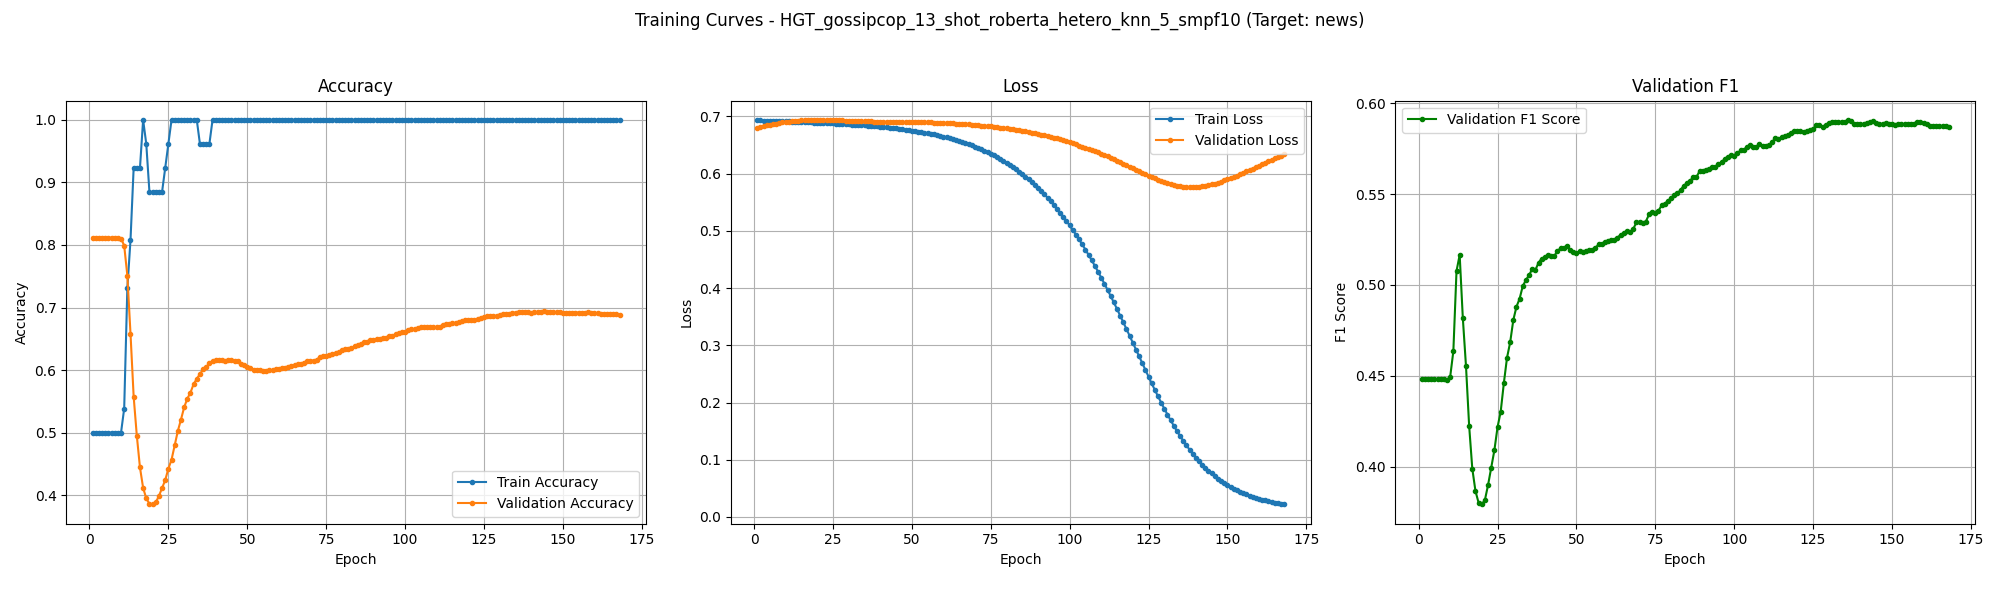 Training Curves - HGT_gossipcop_13_shot_roberta_hetero_knn_5_smpf10 (Target: news)
Accuracy
1.0
0.9
0.8
0.7
0.6
0.5
0.4
Accuracy
Train Accuracy
Validation Accuracy
0 25 50 75 100 125 150 175
Epoch
Loss
0.7
0.6
0.5
0.4
0.3
0.2
0.1
0.0
Loss
Train Loss
Validation Loss
0 25 50 75 100 125 150 175
Epoch
Validation F1
0.60
0.55
0.50
0.45
0.40
F1 Score
Validation F1 Score
0 25 50 75 100 125 150 175
Epoch